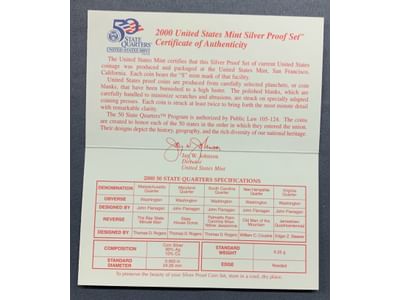 50
STATE
QUARTERS
UNITED STATES MINT
2000 United States Mint Silver Proof Set™
Certificate of Authenticity
The United States Mint certifies that this Silver Proof Set of current United States
coinage was produced and packaged at the United States Mint, San Francisco,
California. Each coin bears the "S" mint mark of that facility.
United States proof coins are produced from carefully selected planchets, or coin
blanks, that have been burnished to a high luster. The polished blanks, which are
carefully handled to minimize scratches and abrasions, are struck on specially adapted
coining presses. Each coin is struck at least twice to bring forth the most minute detail
with remarkable clarity.
The 50 State Quarters™ Program is authorized by Public Law 105-124. The coins
are created to honor each of the 50 states in the order in which they entered the union.
Their designs depict the history, geography, and the rich diversity of our national heritage.
Jay W. Johnson
Jay W. Johnson
Director
United States Mint
2000 50 STATE QUARTERS SPECIFICATIONS
DENOMINATION Massachusetts Quarter Maryland Quarter South Carolina Quarter New Hampshire Quarter Virginia Quarter
OBVERSE Washington Washington Washington Washington Washington
DESIGNED BY John Flanagan John Flanagan John Flanagan John Flanagan John Flanagan
REVERSE The Bay State Minute Man State House Dome Palmetto Palm Carolina Wren Yellow Jessamine Old Man of the Mountain Jamestown Quadricentennial
DESIGNED BY Thomas D. Rogers Thomas D. Rogers Thomas D. Rogers William C. Cousins Edgar Z. Steever
COMPOSITION Coin Silver 90% Ag 10% Cu STANDARD WEIGHT 6.25 g
STANDARD DIAMETER 0.955 in 24.26 mm EDGE Reeded
To preserve the beauty of your Silver Proof Coin Set, store in a cool, dry place.